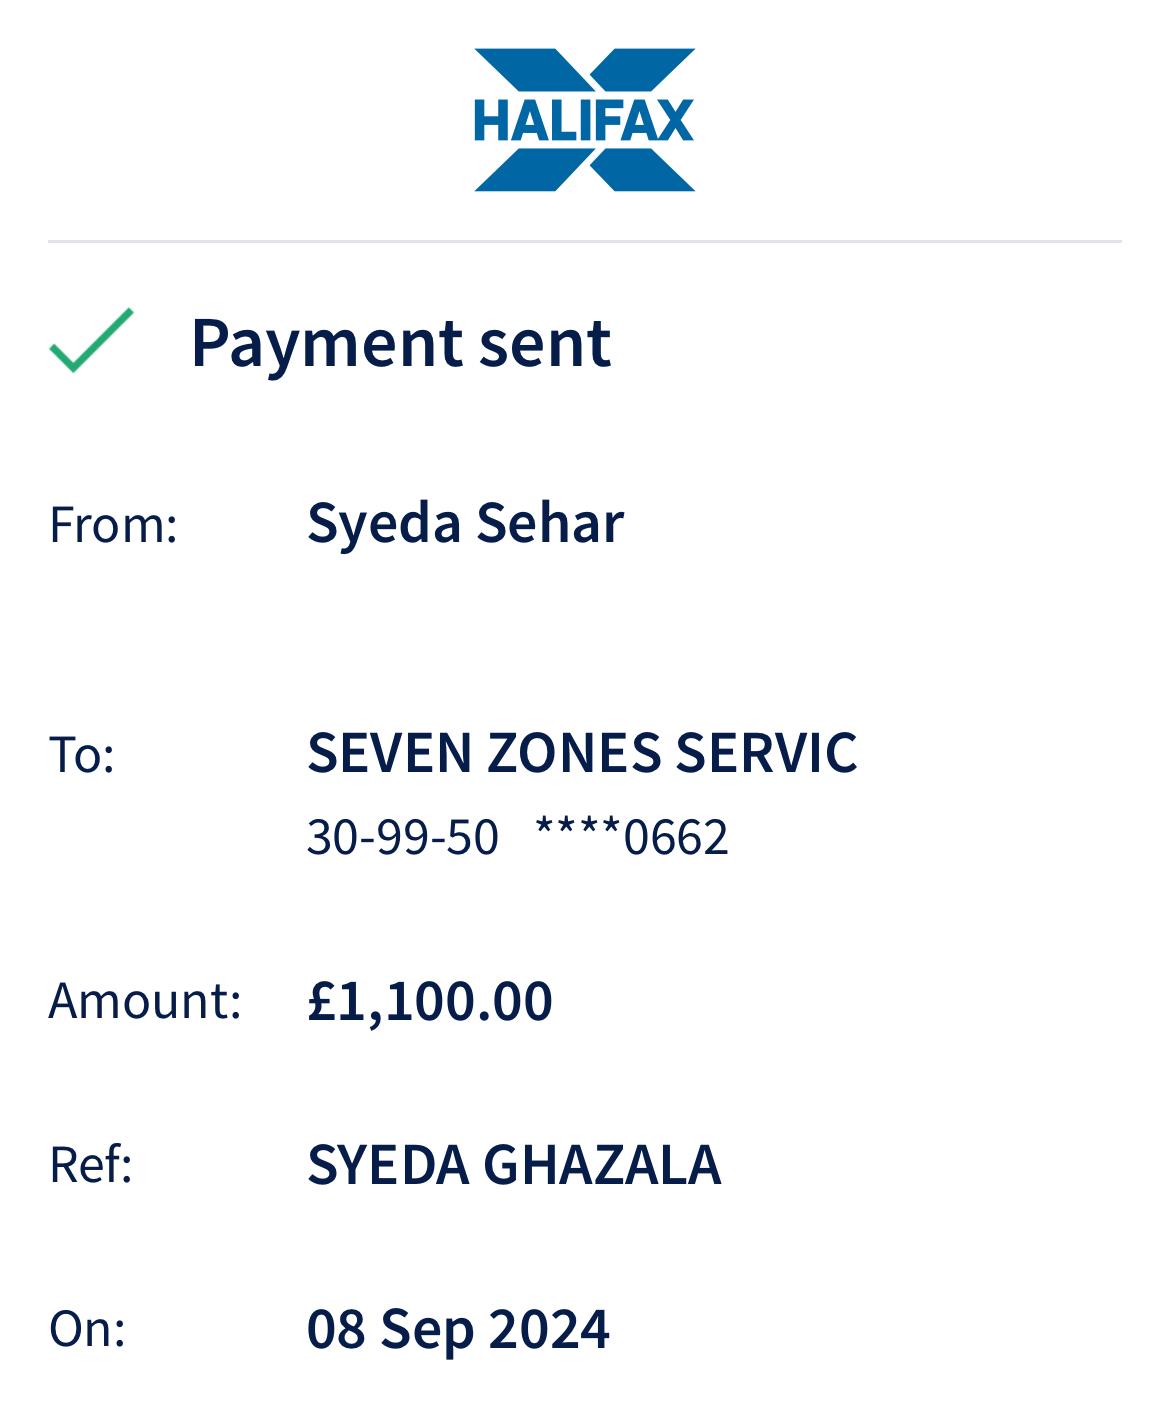 HALIFAX
Payment sent
From: Syeda Sehar
To: SEVEN ZONES SERVIC
30-99-50 ****0662
Amount: £1,100.00
Ref: SYEDA GHAZALA
On: 08 Sep 2024